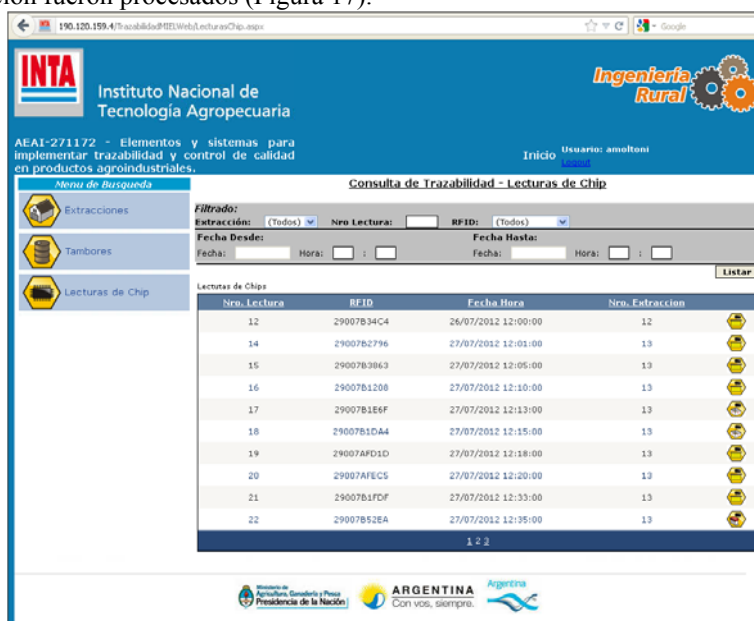 ción fueron procesados (Figura 17).
190.120.159.4/TrazabilidadMIELWeb/LecturasChip.aspx
Google
INTA
Instituto Nacional de
Tecnología Agropecuaria
Ingeniería
Rural
AEAI-271172 - Elementos y sistemas para
implementar trazabilidad y control de calidad
en productos agroindustriales.
Inicio
Usuario: amoltoni
Logout
Menu de Busqueda
Extracciones
Tambores
Lecturas de Chip
Consulta de Trazabilidad - Lecturas de Chip
Filtrado:
Extracción: (Todos) Nro Lectura: RFID: (Todos)
Fecha Desde: Fecha Hasta:
Fecha: Hora: : Fecha: Hora: :
Listar
Lecturas de Chips
Nro. Lectura RFID Fecha Hora Nro. Extraccion
12 29007B34C4 26/07/2012 12:00:00 12
14 29007B2796 27/07/2012 12:01:00 13
15 29007B3863 27/07/2012 12:05:00 13
16 29007B1208 27/07/2012 12:10:00 13
17 29007B1E6F 27/07/2012 12:13:00 13
18 29007B1DA4 27/07/2012 12:15:00 13
19 29007AFD1D 27/07/2012 12:18:00 13
20 29007AFEC5 27/07/2012 12:20:00 13
21 29007B1FDF 27/07/2012 12:33:00 13
22 29007B52EA 27/07/2012 12:35:00 13
1 2 3
Ministerio de
Agricultura, Ganadería y Pesca
Presidencia de la Nación
ARGENTINA
Con vos, siempre.
Argentina